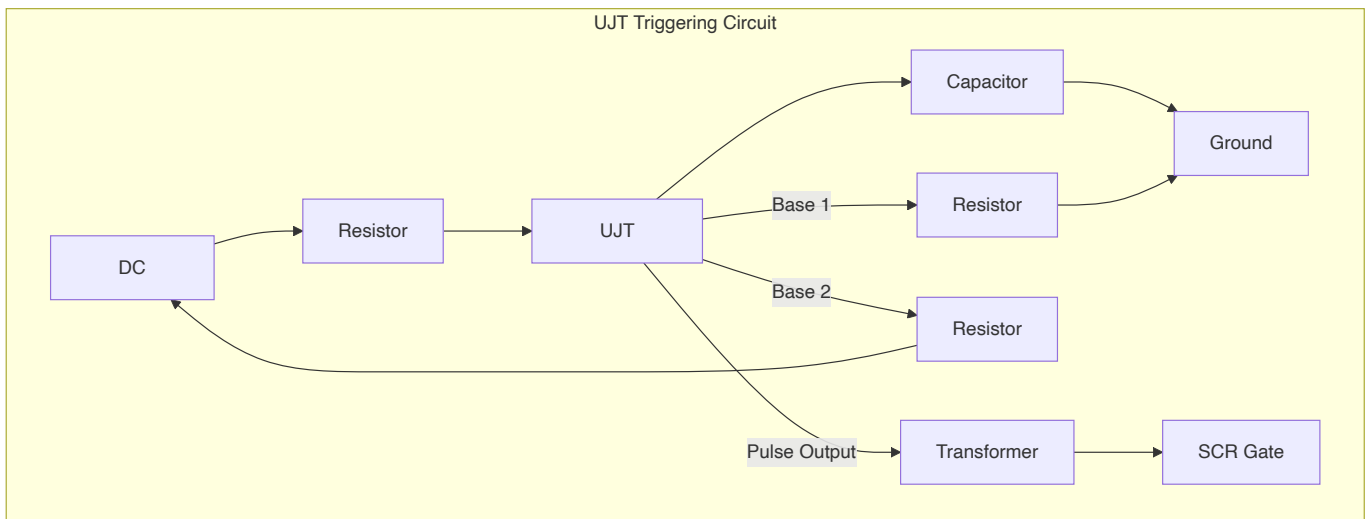 UJT Triggering Circuit
Capacitor
Ground
Base 1
Resistor
Resistor
UJT
DC
Base 2
Resistor
Pulse Output
Transformer
SCR Gate